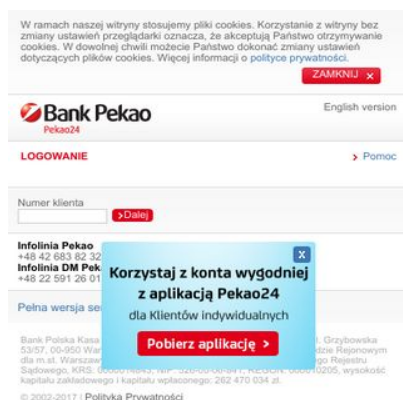 W ramach naszej witryny stosujemy pliki cookies. Korzystanie z witryny bez
zmiany ustawień przeglądarki oznacza, że akceptują Państwo otrzymywanie
cookies. W dowolnej chwili możecie Państwo dokonać zmiany ustawień
dotyczących plików cookies. Więcej informacji o polityce prywatności.
ZAMKNIJ x
Bank Pekao
Pekao24
English version
LOGOWANIE
> Pomoc
Numer klienta
>Dalej
Infolinia Pekao
+48 42 683 82 32
Infolinia DM Pek
+48 22 591 26 01
X
Korzystaj z konta wygodniej
z aplikacją Pekao24
dla Klientów indywidualnych
Pobierz aplikację >
Pełna wersja se
Bank Polska Kasa
l. Grzybowska
53/57, 00-950 War
dzie Rejonowym
dla m.st. Warszaw
go Rejestru
Sądowego, KRS:
wysokość
kapitału zakładowego i kapitału wpłaconego: 262 470 034 zł.
© 2002-2017 | Polityka Prywatności